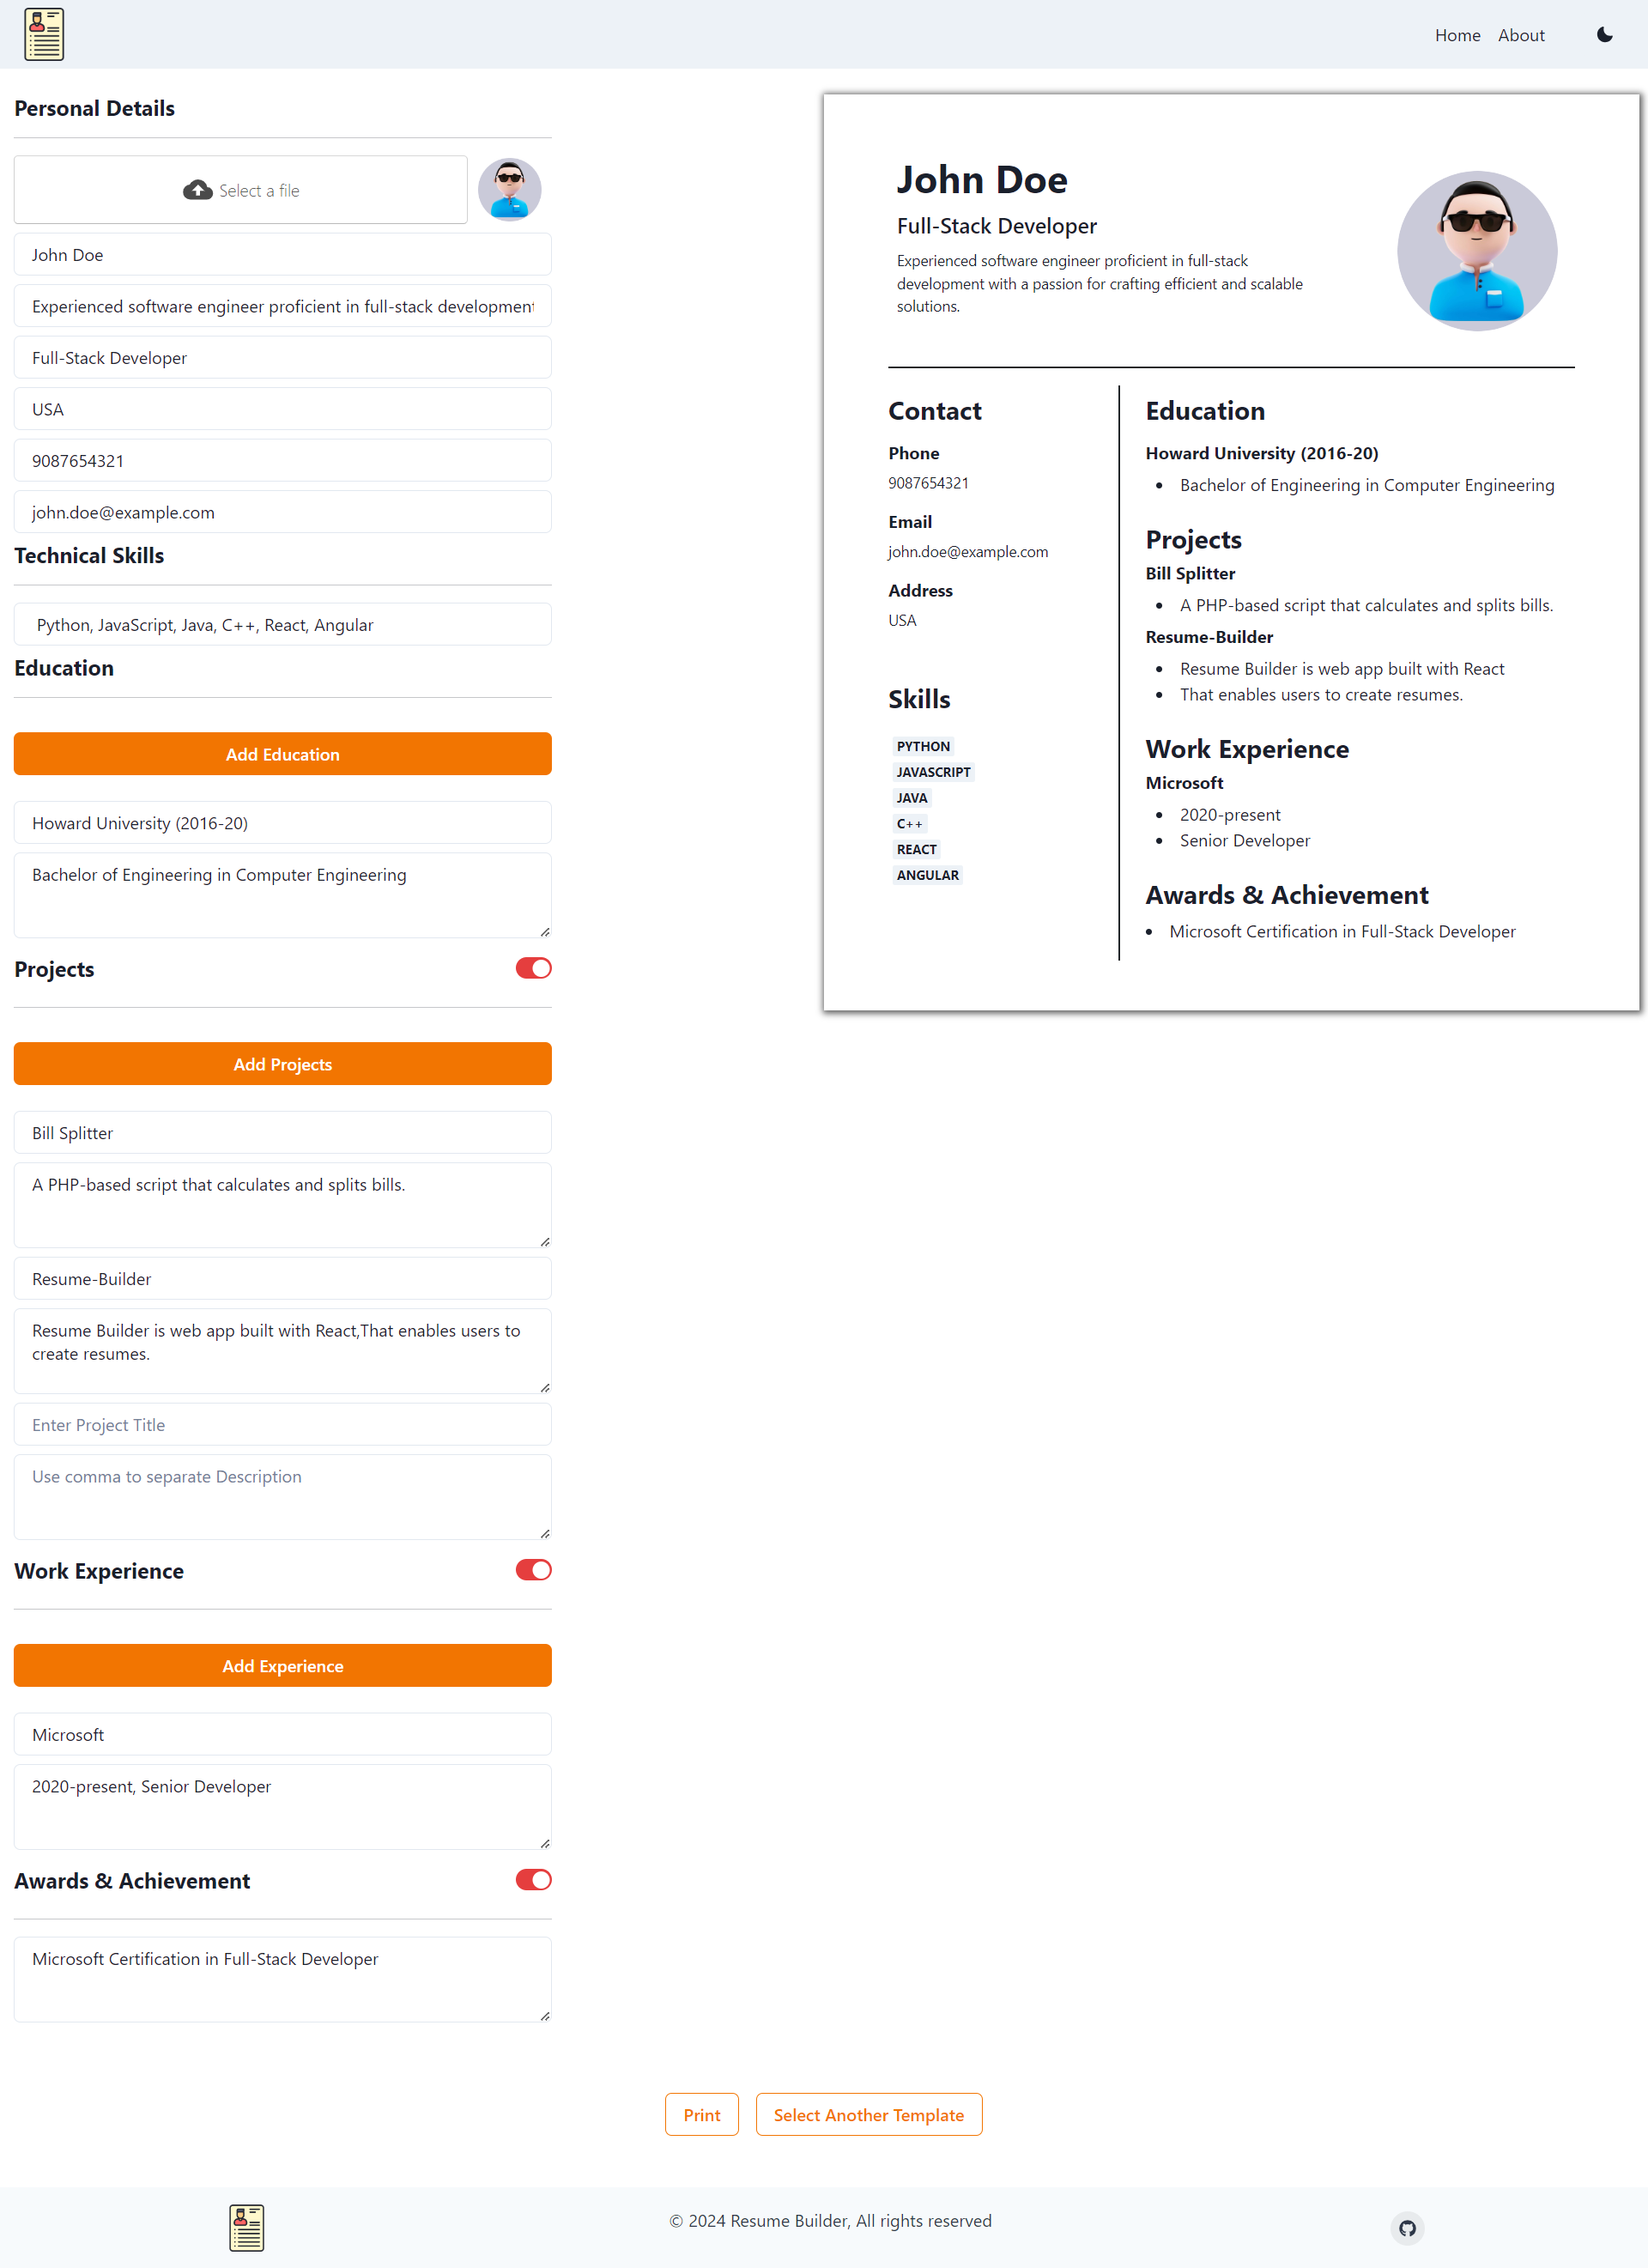 Home
About
Personal Details
Select a file
John Doe
Experienced software engineer proficient in full-stack development
Full-Stack Developer
USA
9087654321
john.doe@example.com
Technical Skills
Python, JavaScript, Java, C++, React, Angular
Education
Add Education
Howard University (2016-20)
Bachelor of Engineering in Computer Engineering
Projects
Add Projects
Bill Splitter
A PHP-based script that calculates and splits bills.
Resume-Builder
Resume Builder is web app built with React,That enables users to
create resumes.
Enter Project Title
Use comma to separate Description
Work Experience
Add Experience
Microsoft
2020-present, Senior Developer
Awards & Achievement
Microsoft Certification in Full-Stack Developer
John Doe
Full-Stack Developer
Experienced software engineer proficient in full-stack
development with a passion for crafting efficient and scalable
solutions.
Contact
Phone
9087654321
Email
john.doe@example.com
Address
USA
Skills
PYTHON
JAVASCRIPT
JAVA
C++
REACT
ANGULAR
Education
Howard University (2016-20)
Bachelor of Engineering in Computer Engineering
Projects
Bill Splitter
A PHP-based script that calculates and splits bills.
Resume-Builder
Resume Builder is web app built with React
That enables users to create resumes.
Work Experience
Microsoft
2020-present
Senior Developer
Awards & Achievement
Microsoft Certification in Full-Stack Developer
Print
Select Another Template
© 2024 Resume Builder, All rights reserved